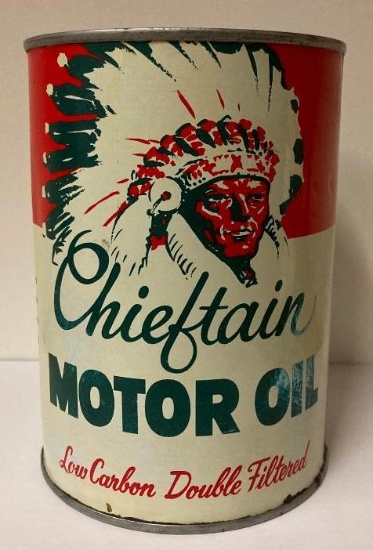 Chieftain
MOTOR OIL
Low Carbon Double Filtered